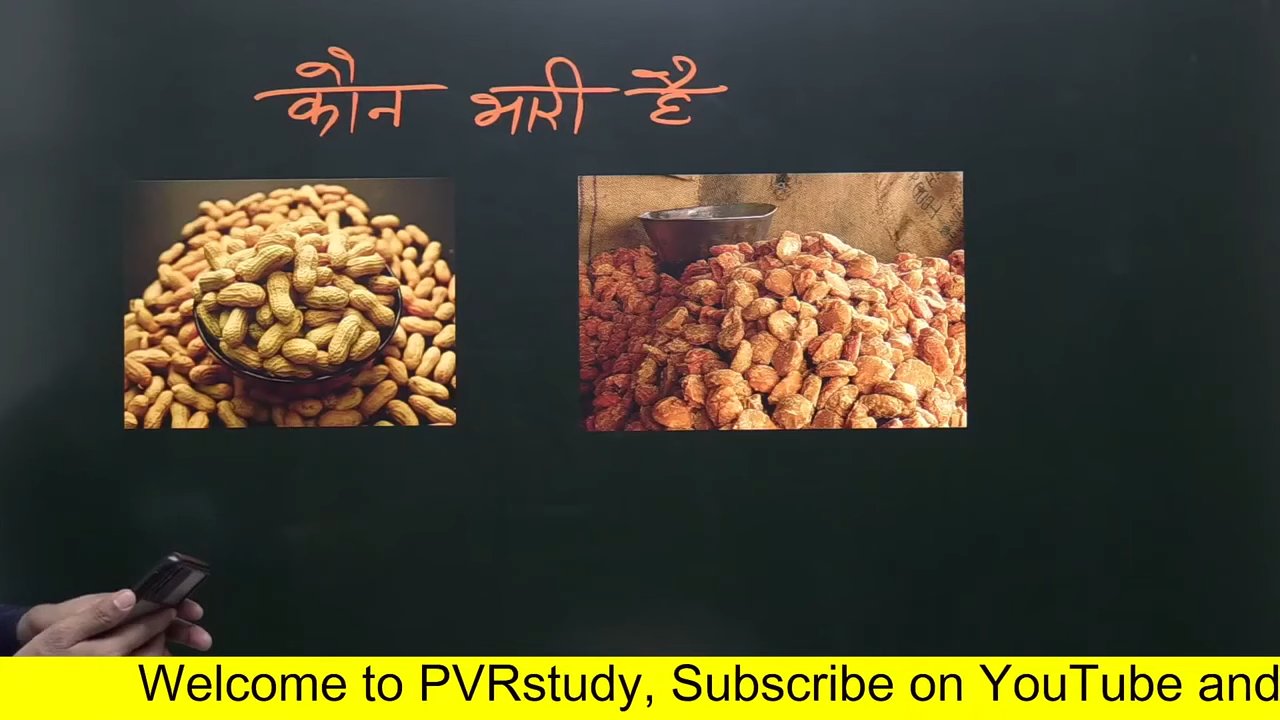 कौन भारी है
Welcome to PVRstudy, Subscribe on YouTube and